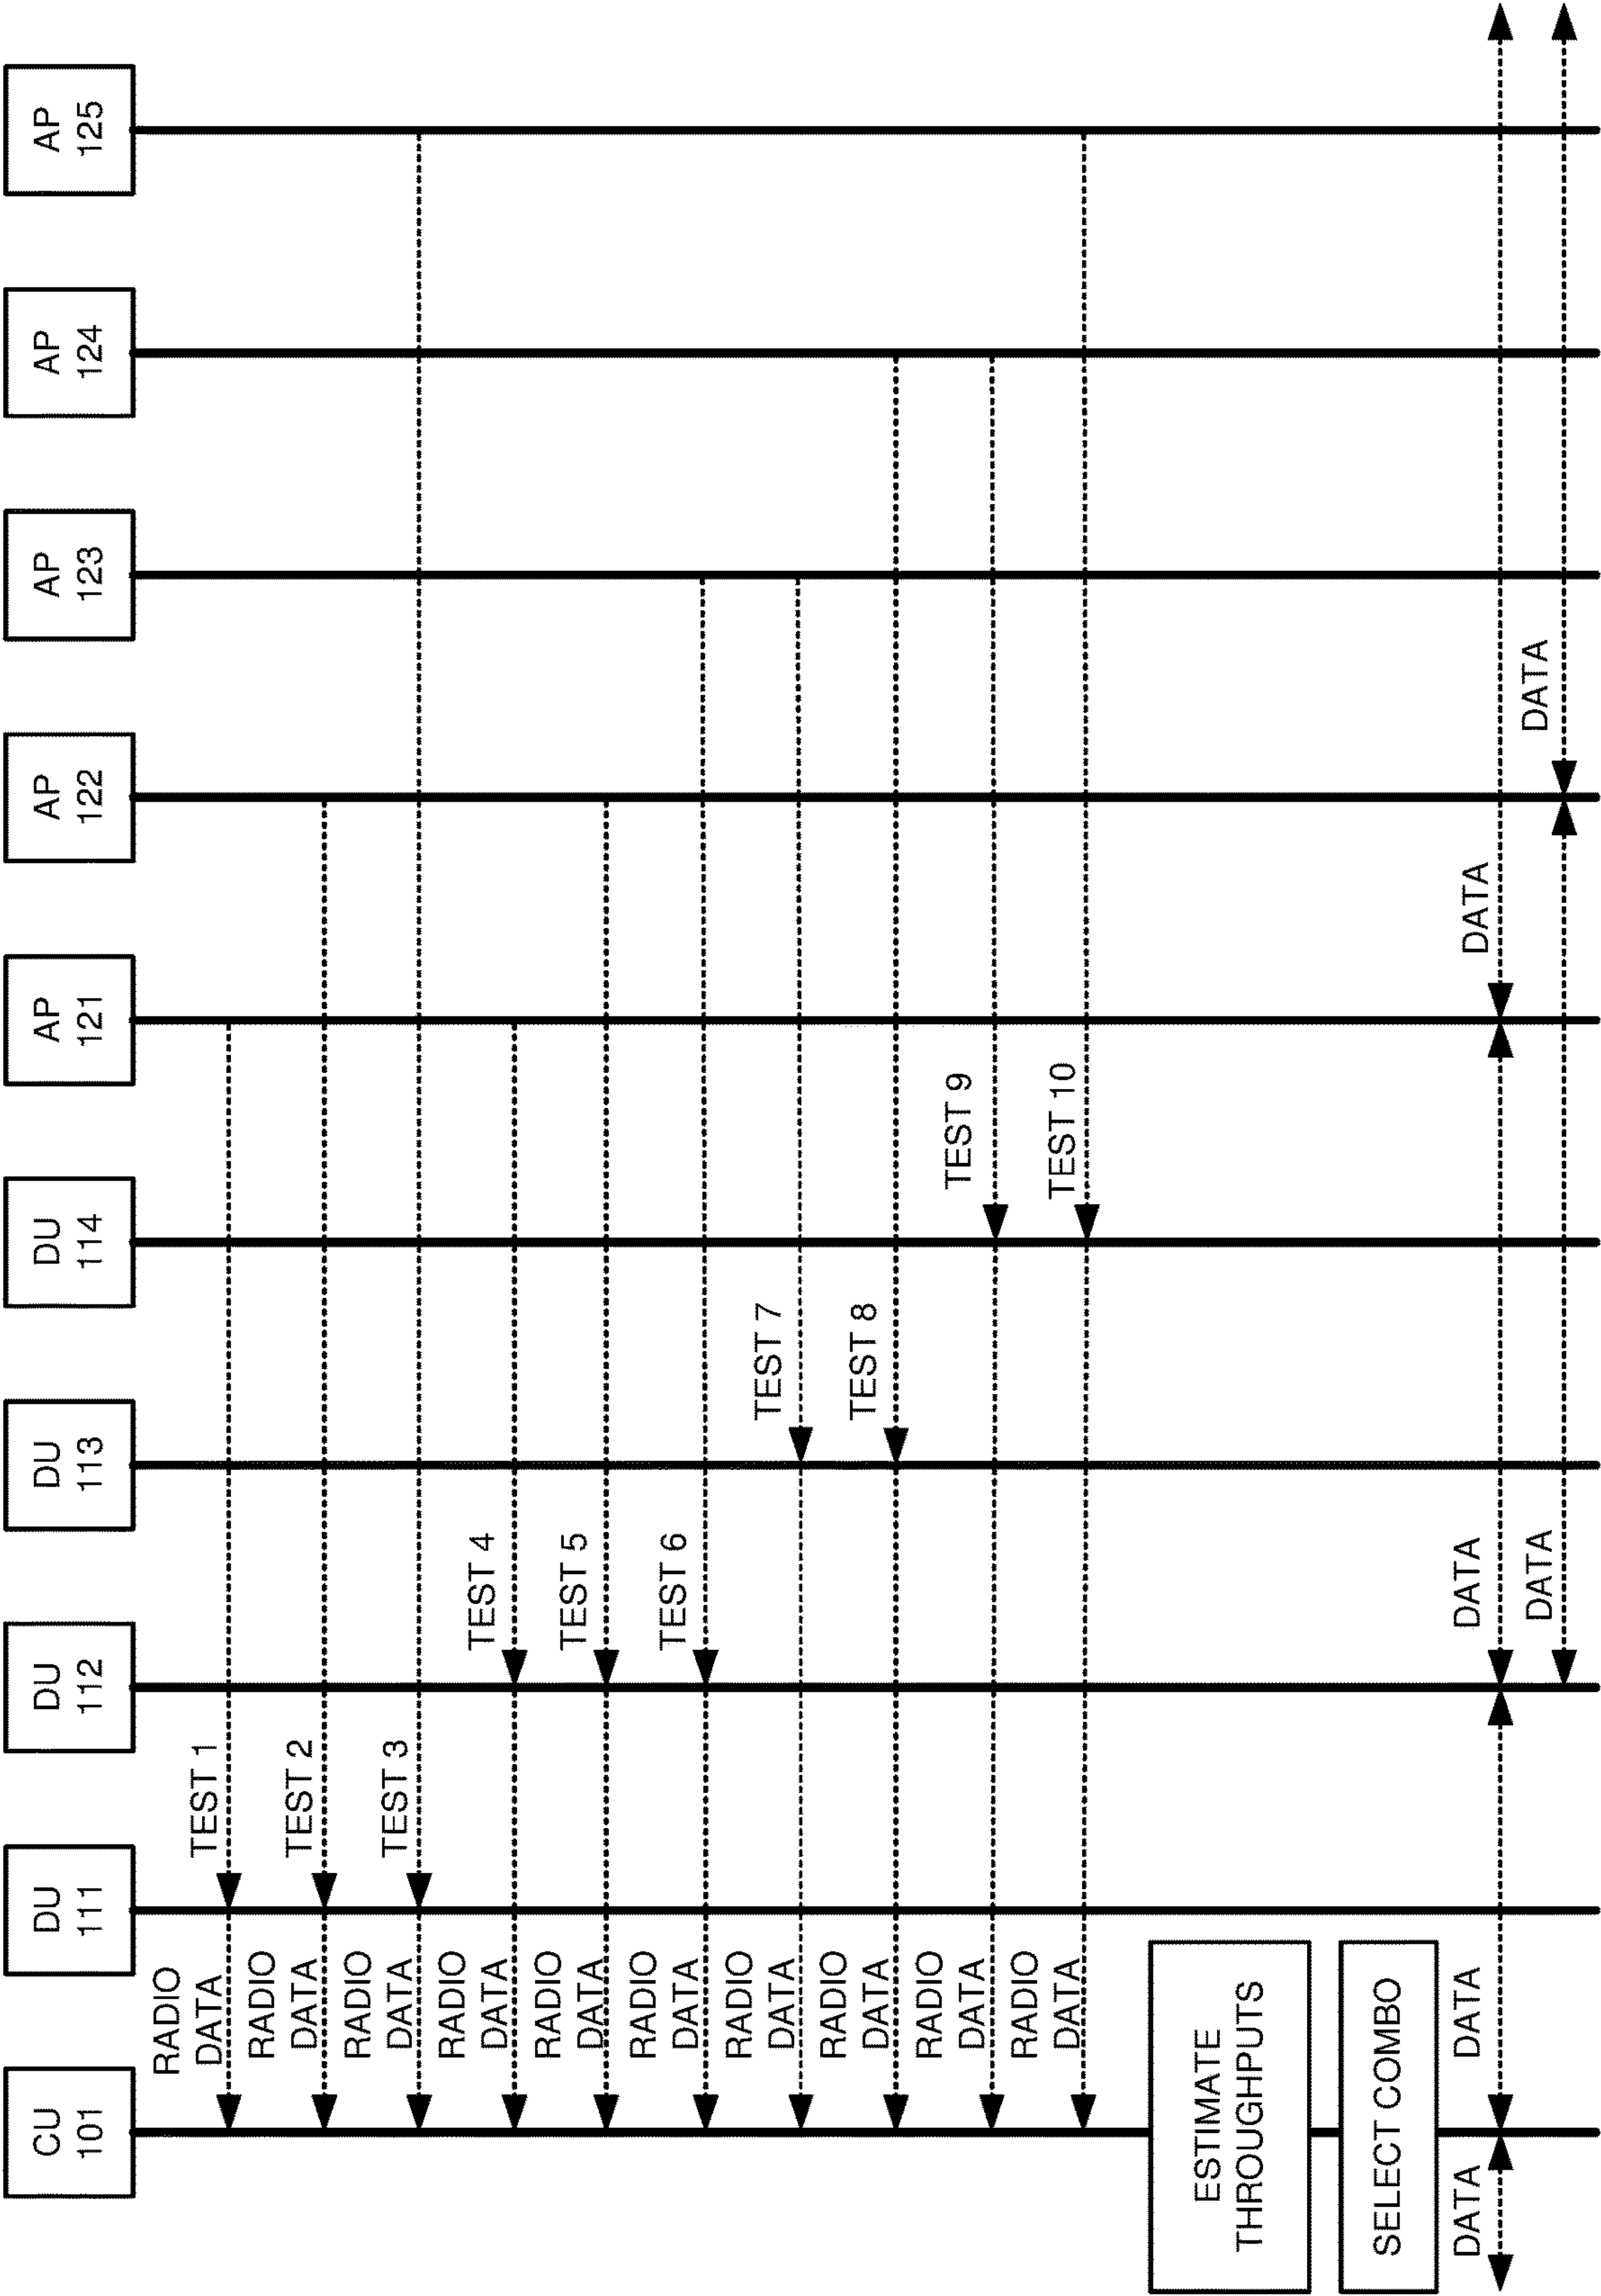 CU
101
DU
111
DU
112
DU
113
DU
114
AP
121
AP
122
AP
123
AP
124
AP
125
RADIO
DATA
TEST 1
RADIO
DATA
TEST 2
RADIO
DATA
TEST 3
RADIO
DATA
TEST 4
RADIO
DATA
TEST 5
RADIO
DATA
TEST 6
RADIO
DATA
TEST 7
RADIO
DATA
TEST 8
RADIO
DATA
TEST 9
RADIO
DATA
TEST 10
ESTIMATE
THROUGHPUTS
SELECT COMBO
DATA
DATA
DATA
DATA
DATA
DATA